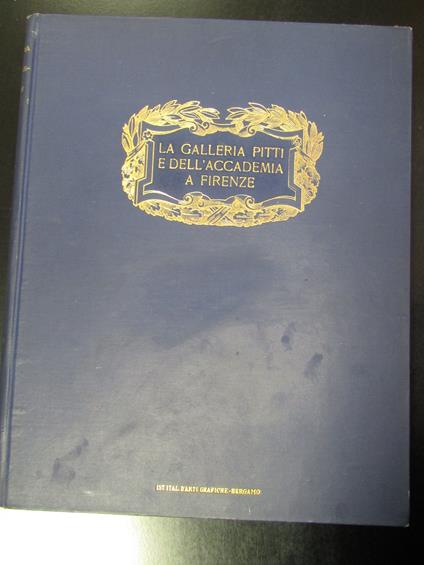 LA GALLERIA PITTI
E DELL'ACCADEMIA
A FIRENZE
IST. ITAL. D'ARTI GRAFICHE-BERGAMO